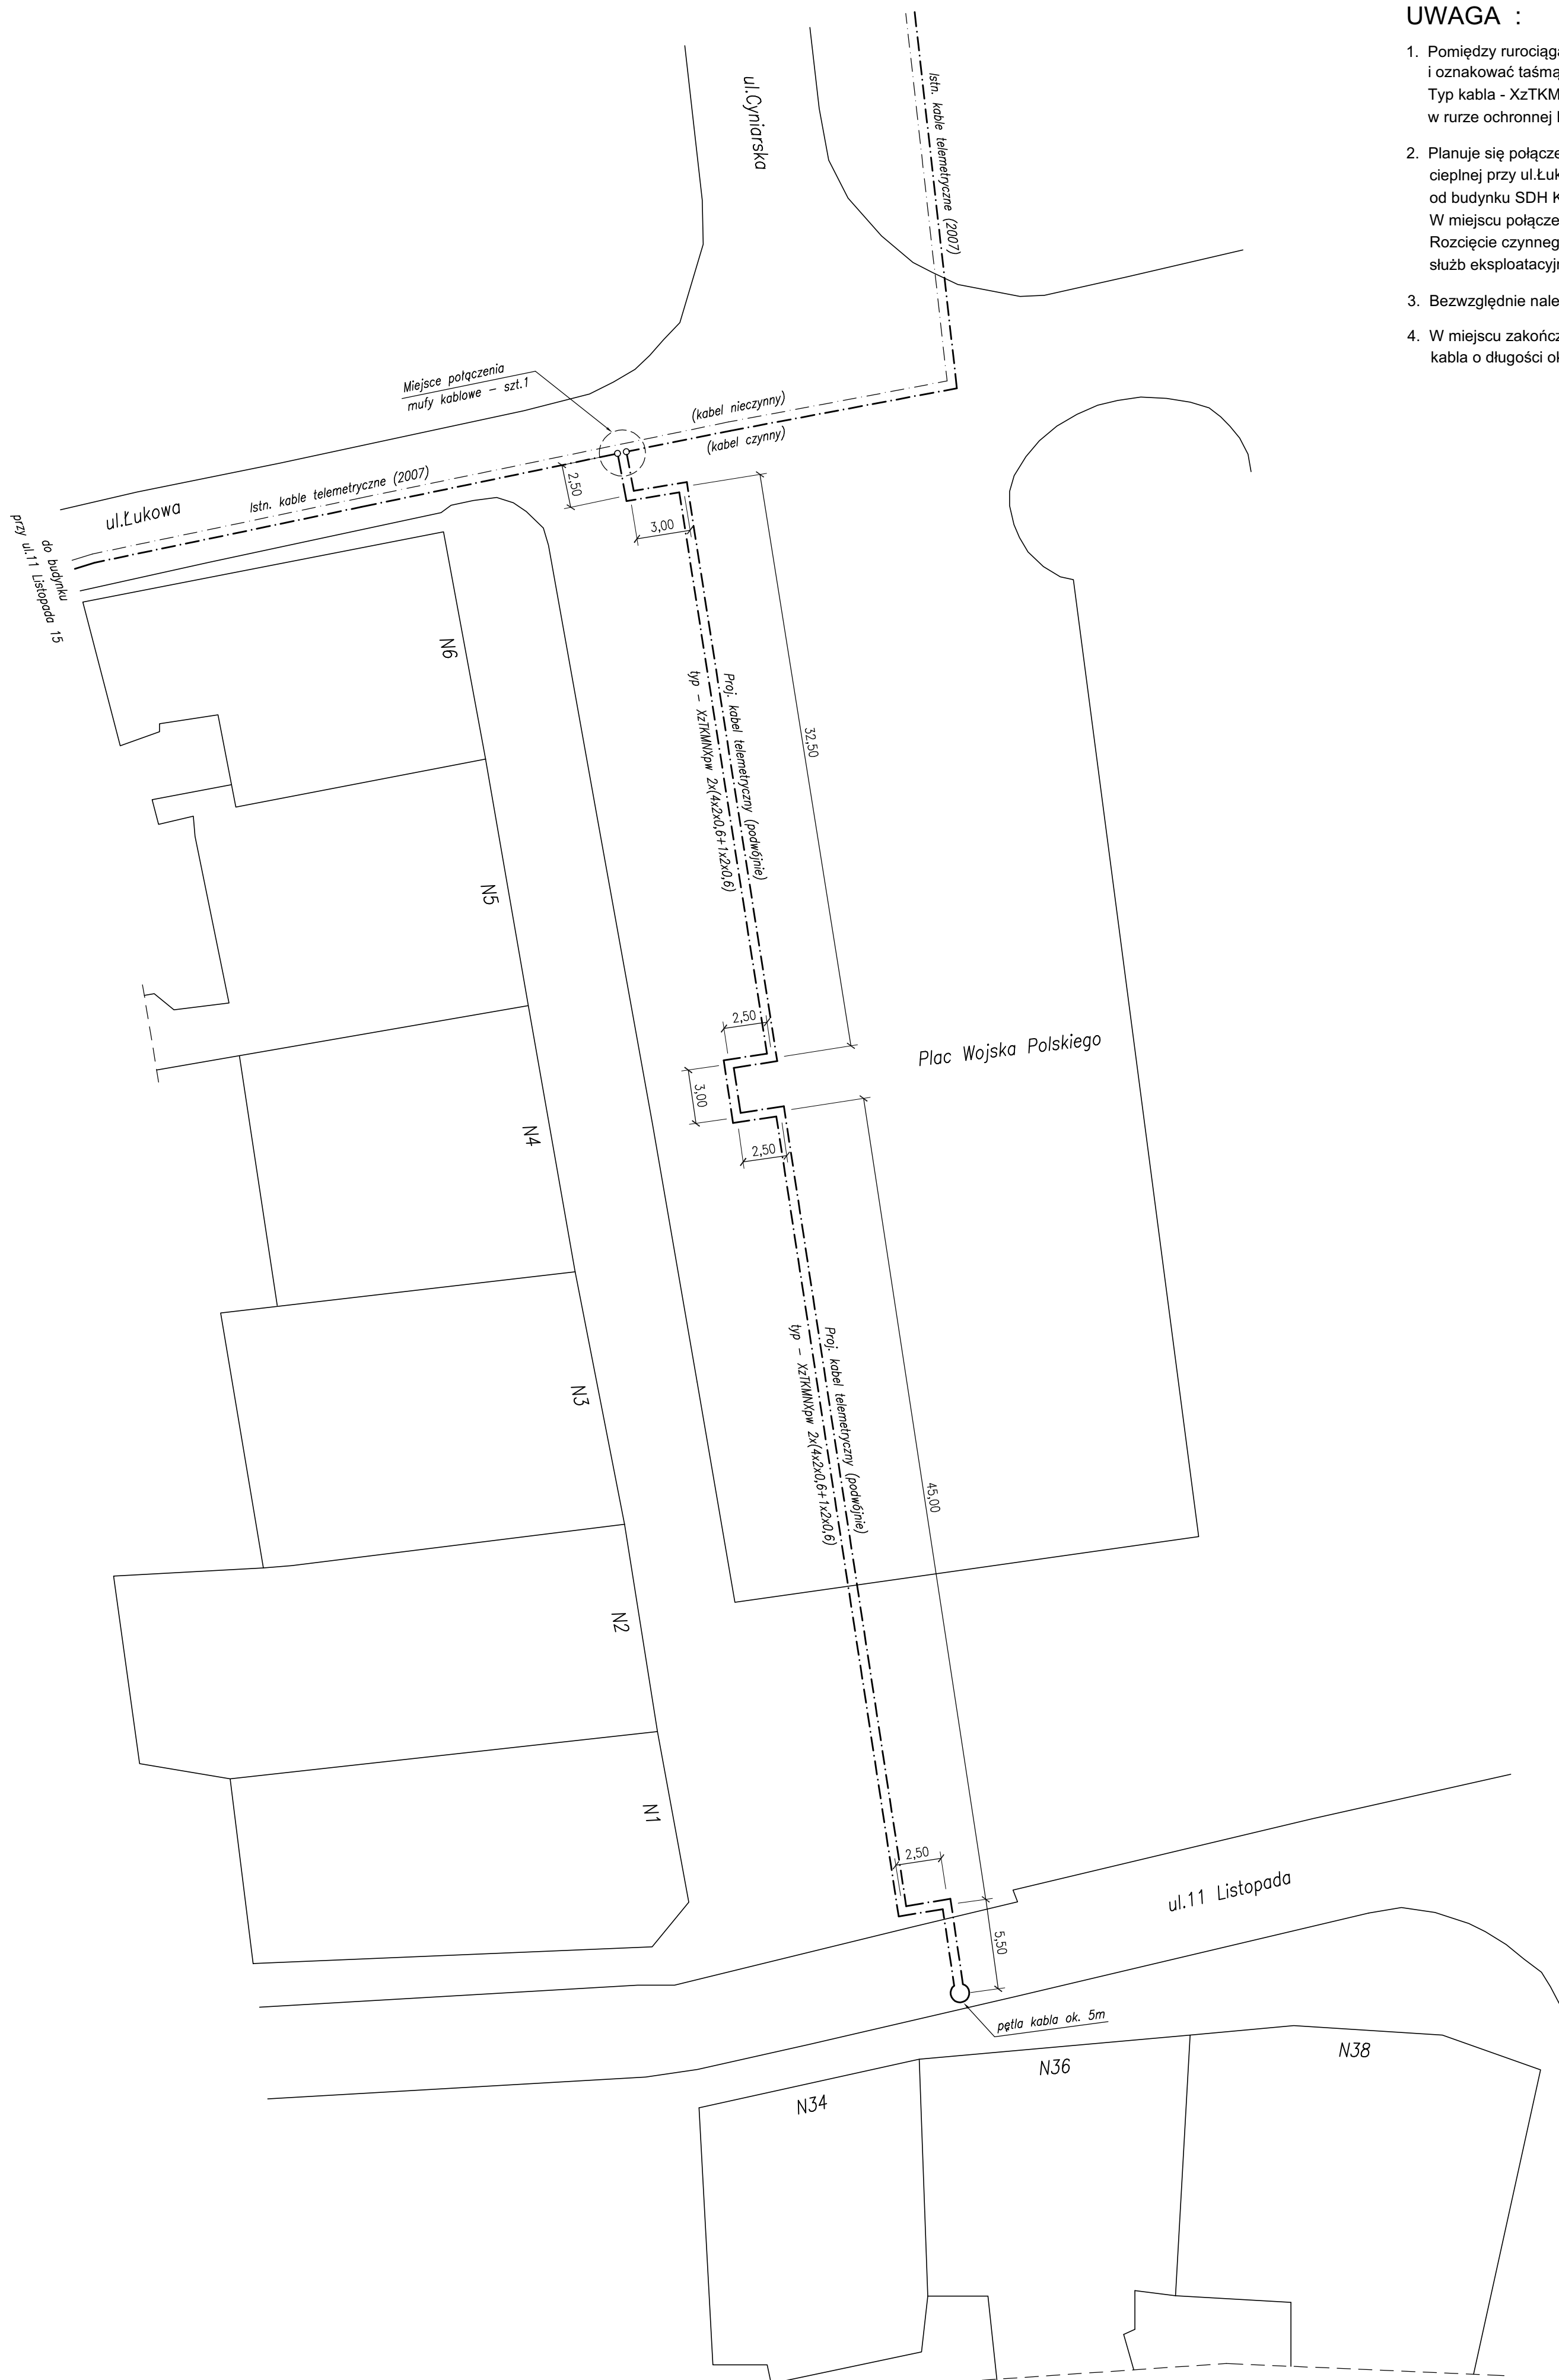 UWAGA :
1. Pomiędzy rurociąga
i oznakować taśmą
Typ kabla - XzTKM
w rurze ochronnej
2. Planuje się połącze
cieplnej przy ul.Łuk
od budynku SDH K
W miejscu połącze
Rozcięcie czynneg
służb eksploatacyj
3. Bezwzględnie nale
4. W miejscu zakończ
kabla o długości ok
ul.Cyniarska
Istn. kable telemetryczne (2007)
Miejsce połączenia
mufy kablowe - szt.1
(kabel nieczynny)
(kabel czynny)
Istn. kable telemetryczne (2007)
ul.Łukowa
do budynku
przy ul.11 Listopada 15
2,50
3,00
N6
Proj. kabel telemetryczny (podwójnie)
typ - XzTKMNXpw 2x(4x2x0,6+1x2x0,6)
32,50
N5
2,50
Plac Wojska Polskiego
3,00
2,50
N4
Proj. kabel telemetryczny (podwójnie)
typ - XzTKMNXpw 2x(4x2x0,6+1x2x0,6)
N3
45,00
N2
N1
2,50
ul.11 Listopada
5,50
pętla kabla ok. 5m
N34
N36
N38